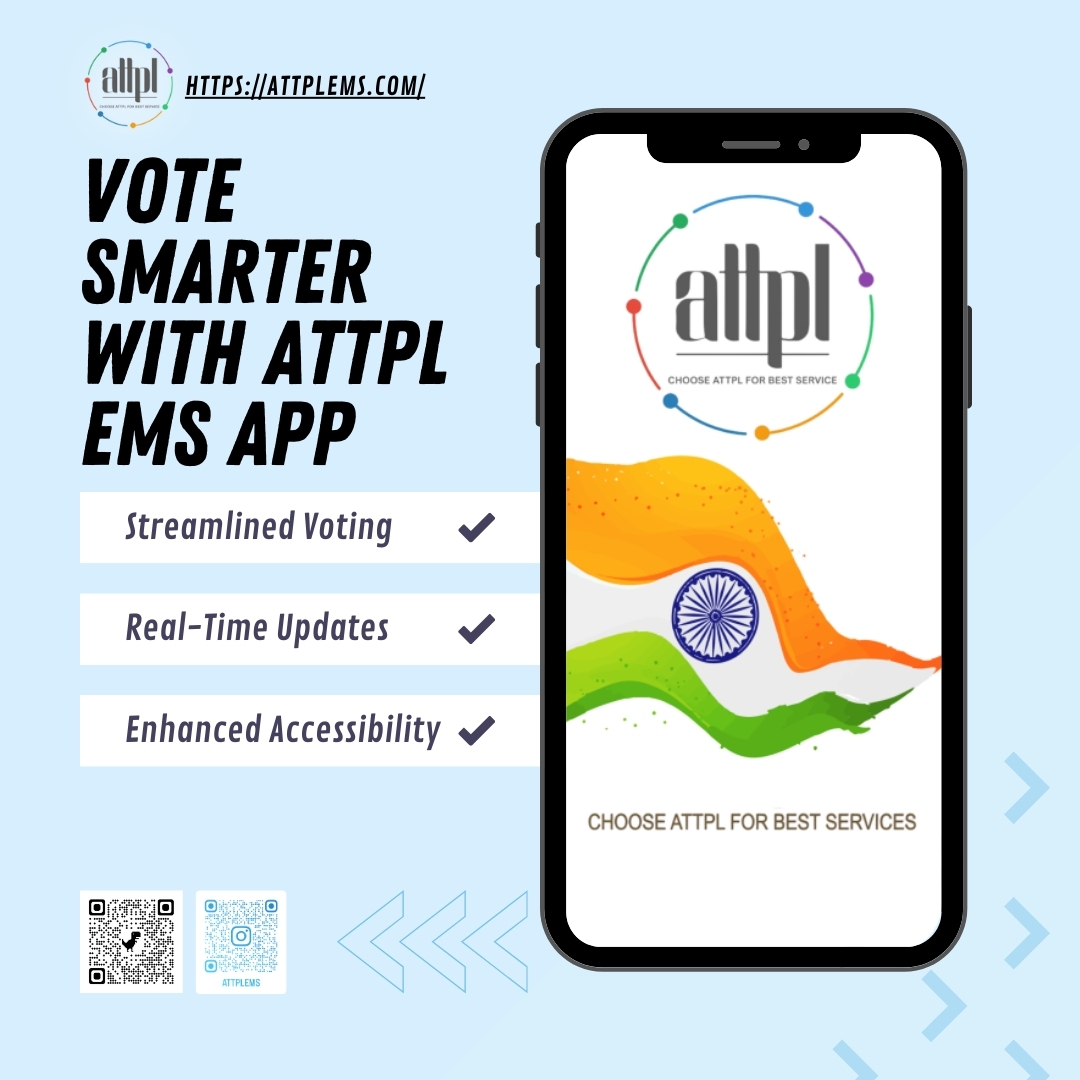 attpl
CHOOSE ATTPL FOR BEST SERVICE
HTTPS://ATTPLEMS.COM/
VOTE
SMARTER
WITH ATTPL
EMS APP
Streamlined Voting
Real-Time Updates
Enhanced Accessibility
attpl
CHOOSE ATTPL FOR BEST SERVICE
CHOOSE ATTPL FOR BEST SERVICES
ATTPLEMS